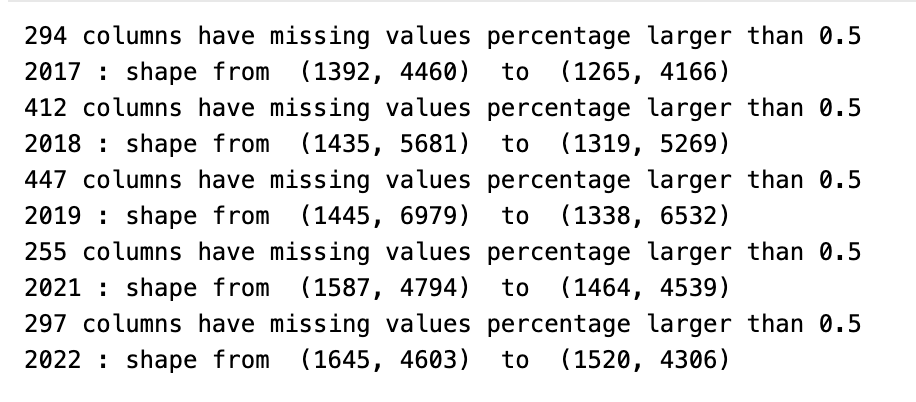 294 columns have missing values percentage larger than 0.5
2017 : shape from  (1392, 4460)  to  (1265, 4166)
412 columns have missing values percentage larger than 0.5
2018 : shape from  (1435, 5681)  to  (1319, 5269)
447 columns have missing values percentage larger than 0.5
2019 : shape from  (1445, 6979)  to  (1338, 6532)
255 columns have missing values percentage larger than 0.5
2021 : shape from  (1587, 4794)  to  (1464, 4539)
297 columns have missing values percentage larger than 0.5
2022 : shape from  (1645, 4603)  to  (1520, 4306)